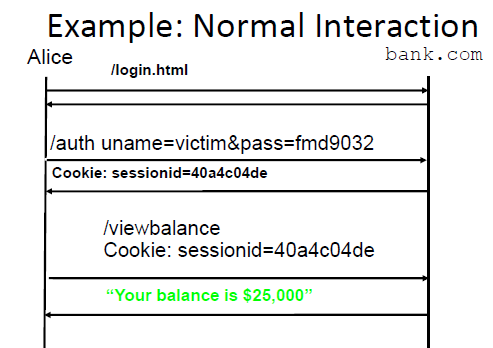 Example: Normal Interaction
Alice
bank.com
/login.html
/auth uname=victim&pass=fmd9032
Cookie: sessionid=40a4c04de
/viewbalance
Cookie: sessionid=40a4c04de
“Your balance is $25,000”